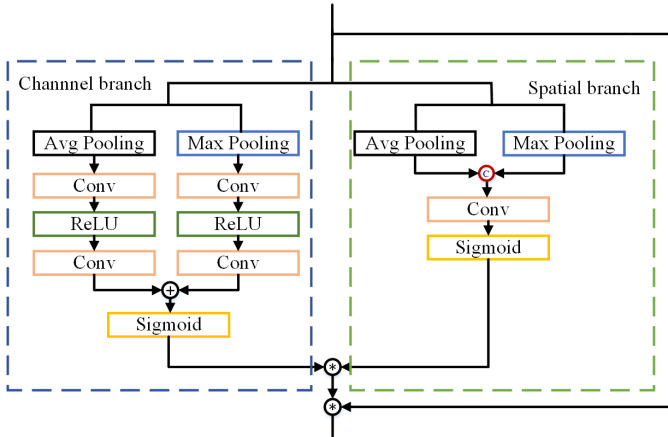 Channnel branch
Spatial branch
Avg Pooling
Max Pooling
Avg Pooling
Max Pooling
Conv
Conv
c
ReLU
ReLU
Conv
Conv
Conv
Sigmoid
+
Sigmoid
*
*